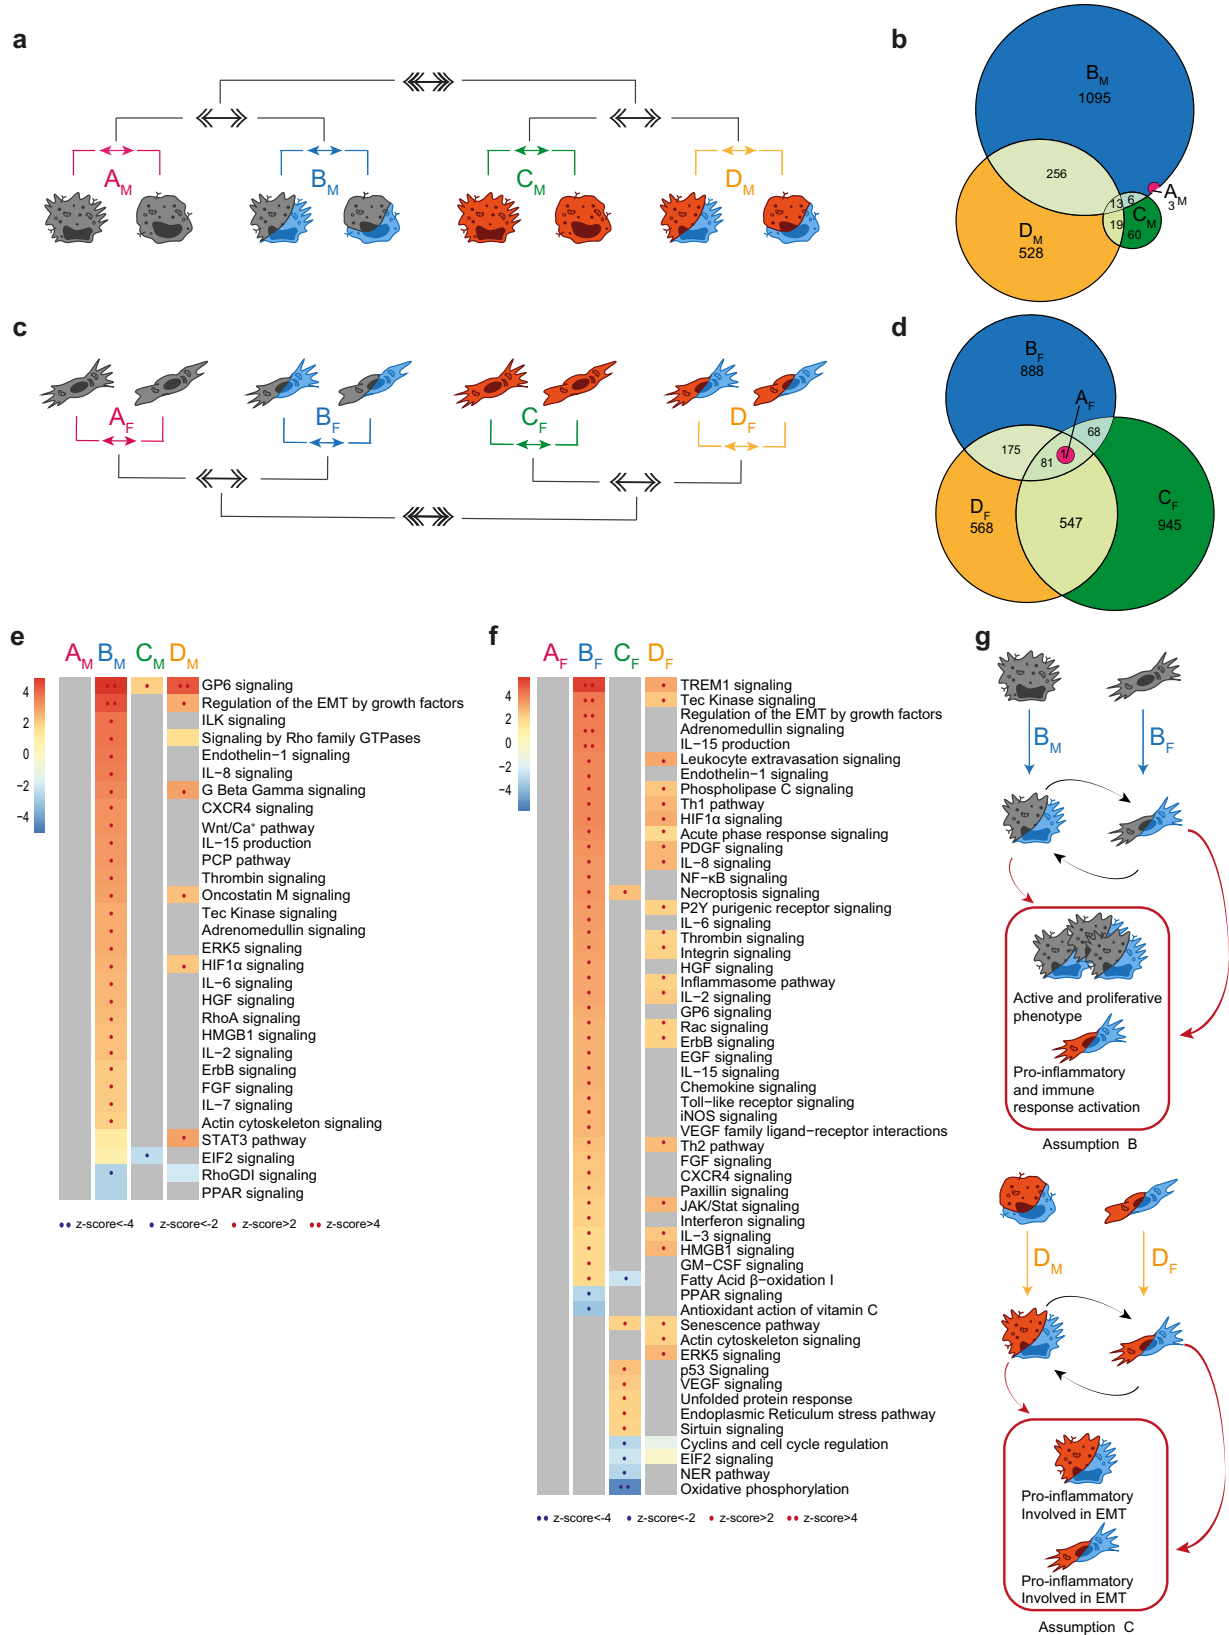 a
A_M
B_M
C_M
D_M
b
B_M
1095
256
13
6
A_M
3
C_M
19
60
D_M
528
c
A_F
B_F
C_F
D_F
d
B_F
888
A_F
68
175
1
81
D_F
568
547
C_F
945
e
A_M B_M C_M D_M
4
2
0
−2
−4
GP6 signaling
Regulation of the EMT by growth factors
ILK signaling
Signaling by Rho family GTPases
Endothelin−1 signaling
IL−8 signaling
G Beta Gamma signaling
CXCR4 signaling
Wnt/Ca⁺ pathway
IL−15 production
PCP pathway
Thrombin signaling
Oncostatin M signaling
Tec Kinase signaling
Adrenomedullin signaling
ERK5 signaling
HIF1α signaling
IL−6 signaling
HGF signaling
RhoA signaling
HMGB1 signaling
IL−2 signaling
ErbB signaling
FGF signaling
IL−7 signaling
Actin cytoskeleton signaling
STAT3 pathway
EIF2 signaling
RhoGDI signaling
PPAR signaling
z-score<-4 z-score<-2 z-score>2 z-score>4
f
A_F B_F C_F D_F
4
2
0
−2
−4
TREM1 signaling
Tec Kinase signaling
Regulation of the EMT by growth factors
Adrenomedullin signaling
IL−15 production
Leukocyte extravasation signaling
Endothelin−1 signaling
Phospholipase C signaling
Th1 pathway
HIF1α signaling
Acute phase response signaling
PDGF signaling
IL−8 signaling
NF−κB signaling
Necroptosis signaling
P2Y purigenic receptor signaling
IL−6 signaling
Thrombin signaling
Integrin signaling
HGF signaling
Inflammasome pathway
IL−2 signaling
GP6 signaling
Rac signaling
ErbB signaling
EGF signaling
IL−15 signaling
Chemokine signaling
Toll−like receptor signaling
iNOS signaling
VEGF family ligand−receptor interactions
Th2 pathway
FGF signaling
CXCR4 signaling
Paxillin signaling
JAK/Stat signaling
Interferon signaling
IL−3 signaling
HMGB1 signaling
GM−CSF signaling
Fatty Acid β−oxidation I
PPAR signaling
Antioxidant action of vitamin C
Senescence pathway
Actin cytoskeleton signaling
ERK5 signaling
p53 Signaling
VEGF signaling
Unfolded protein response
Endoplasmic Reticulum stress pathway
Sirtuin signaling
Cyclins and cell cycle regulation
EIF2 signaling
NER pathway
Oxidative phosphorylation
z-score<-4 z-score<-2 z-score>2 z-score>4
g
B_M
B_F
Active and proliferative
phenotype
Pro-inflammatory
and immune
response activation
Assumption B
D_M
D_F
Pro-inflammatory
Involved in EMT
Pro-inflammatory
Involved in EMT
Assumption C